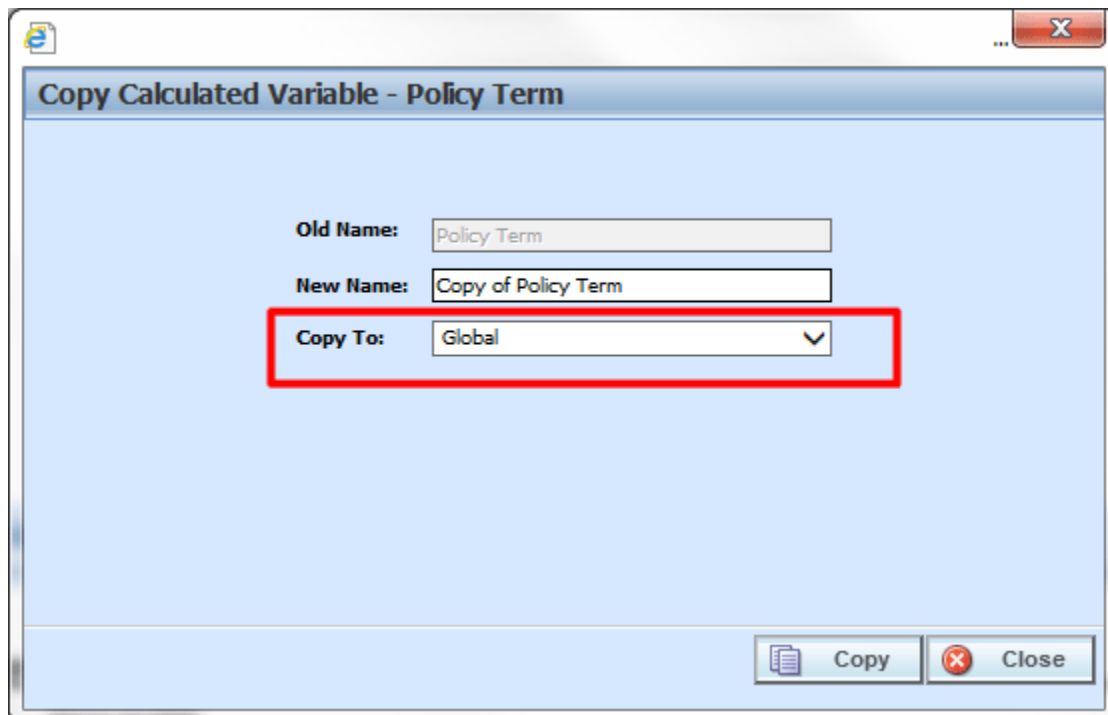 ...
Copy Calculated Variable - Policy Term
Old Name: Policy Term
New Name: Copy of Policy Term
Copy To: Global
Copy Close